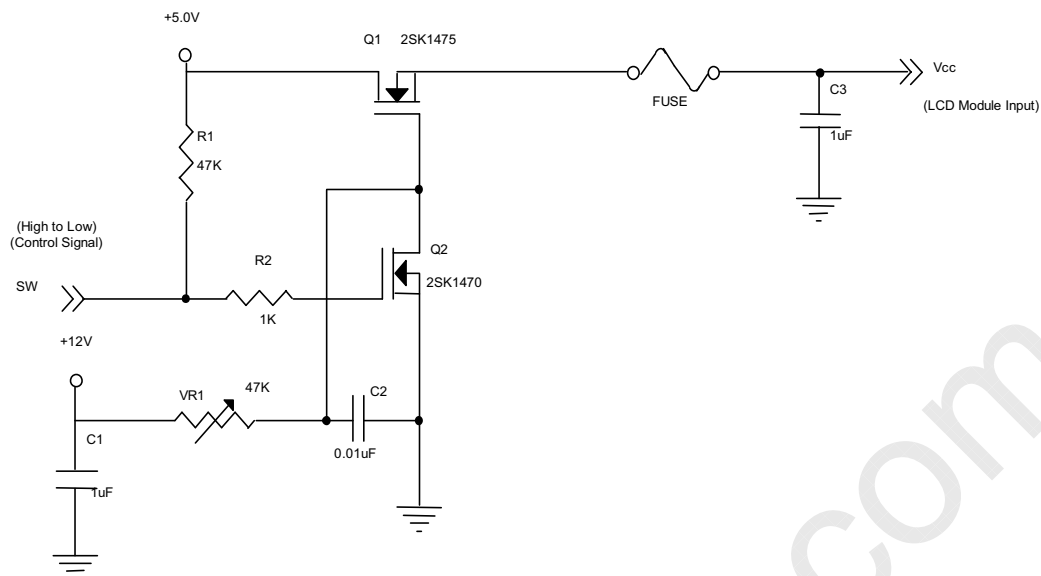 +5.0V
Q1 2SK1475
Vcc
FUSE
C3
(LCD Module Input)
R1
47K
1uF
(High to Low)
(Control Signal)
Q2
R2
SW
2SK1470
1K
+12V
VR1
47K
C2
C1
0.01uF
1uF
com